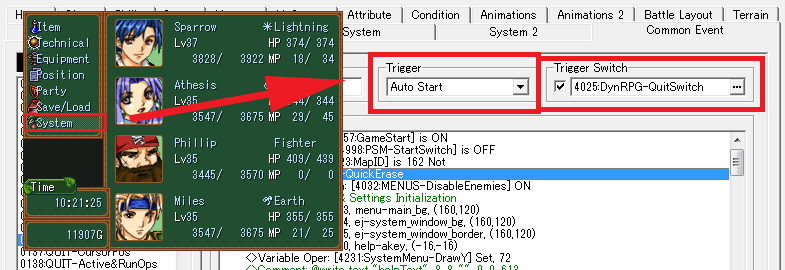 Attribute
Condition
Animations
Animations 2
Battle Layout
Terrain
System
System 2
Common Event
Item
Technical
Equipment
Position
Party
Save/Load
System
Time
10:21:25
11907G
Sparrow Lightning
Lv37 HP 374/ 374
3828/ 3922 MP 18/ 34
Athesis
Lv35 344
3547/ 3675 MP 29/ 45
Phillip Fighter
Lv35 HP 409/ 439
3445/ 3570 MP 0/ 0
Miles Earth
Lv35 HP 355/ 355
3547/ 3675 MP 21/ 25
Trigger
Auto Start
Trigger Switch
4025:DynRPG-QuitSwitch ...
57:GameStart] is ON
998:PSM-StartSwitch] is OFF
23:MapID] is 162 Not
-QuickErase
[4032:MENUS-DisableEnemies] ON
& Settings Initialization
3, menu-main_bg, (160,120)
4, ej-system_window_bg, (160,120)
5, ej-system_window_border, (160,120)
0, help-akey, (-16,-16)
◇Variable Oper: [4231:SystemMenu-DrawY] Set, 72
0137:QUIT-CursorPos
0138:QUIT-Active&RunOps